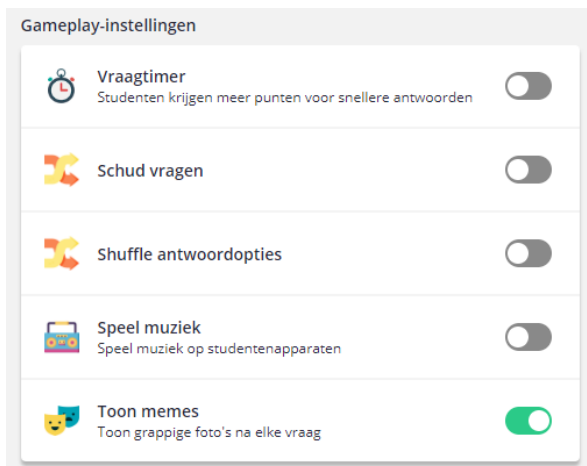 Gameplay-instellingen
Vraagtimer
Studenten krijgen meer punten voor snellere antwoorden
Schud vragen
Shuffle antwoordopties
Speel muziek
Speel muziek op studentenapparaten
Toon memes
Toon grappige foto's na elke vraag